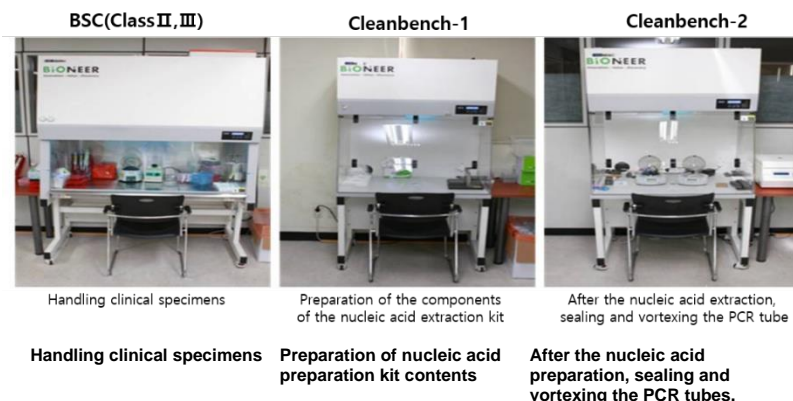 BSC(ClassⅡ,Ⅲ)
Cleanbench-1
Cleanbench-2
BiONEER
BiONEER
BiONEER
Handling clinical specimens
Preparation of the components
of the nucleic acid extraction kit
After the nucleic acid extraction,
sealing and vortexing the PCR tube
Handling clinical specimens
Preparation of nucleic acid
preparation kit contents
After the nucleic acid
preparation, sealing and
vortexing the PCR tubes.